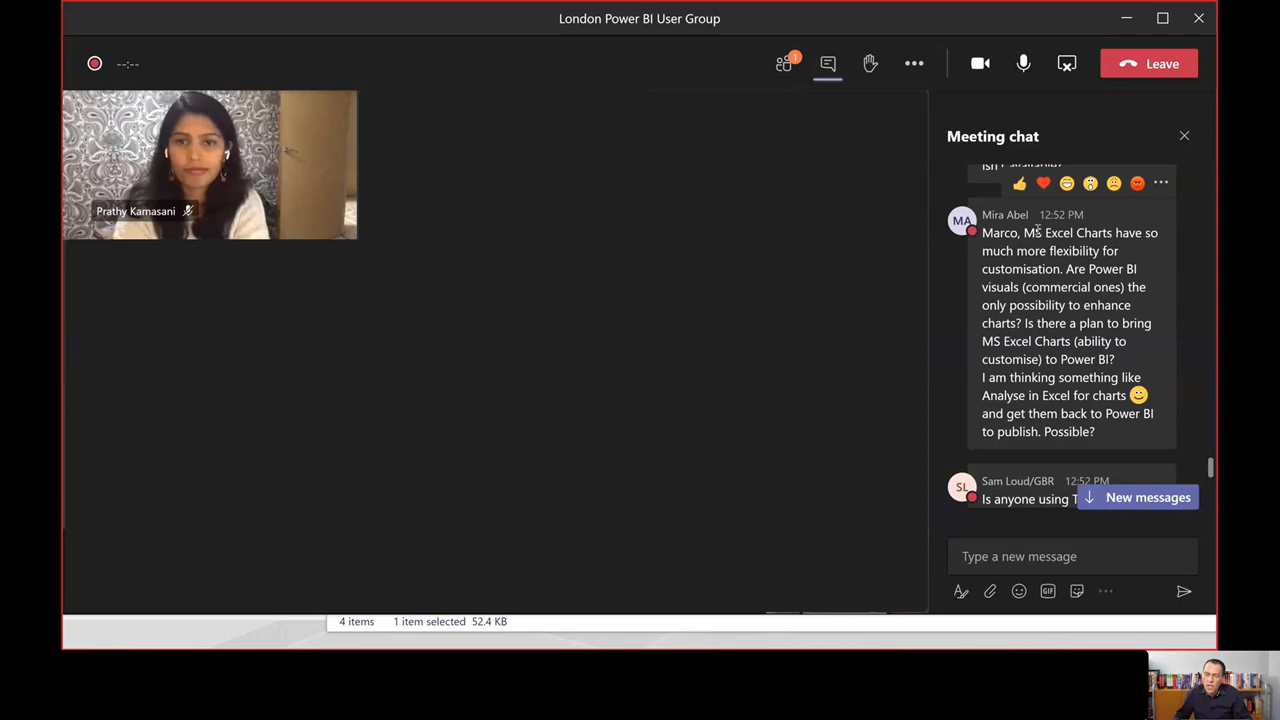 London Power BI User Group
--:--
1
Leave
Prathy Kamasani
Meeting chat
Mira Abel 12:52 PM
MA
Marco, MS Excel Charts have so
much more flexibility for
customisation. Are Power BI
visuals (commercial ones) the
only possibility to enhance
charts? Is there a plan to bring
MS Excel Charts (ability to
customise) to Power BI?
I am thinking something like
Analyse in Excel for charts
and get them back to Power BI
to publish. Possible?
Sam Loud/GBR 12:52 PM
SL
Is anyone using
New messages
Type a new message
GIF
4 items 1 item selected 52.4 KB